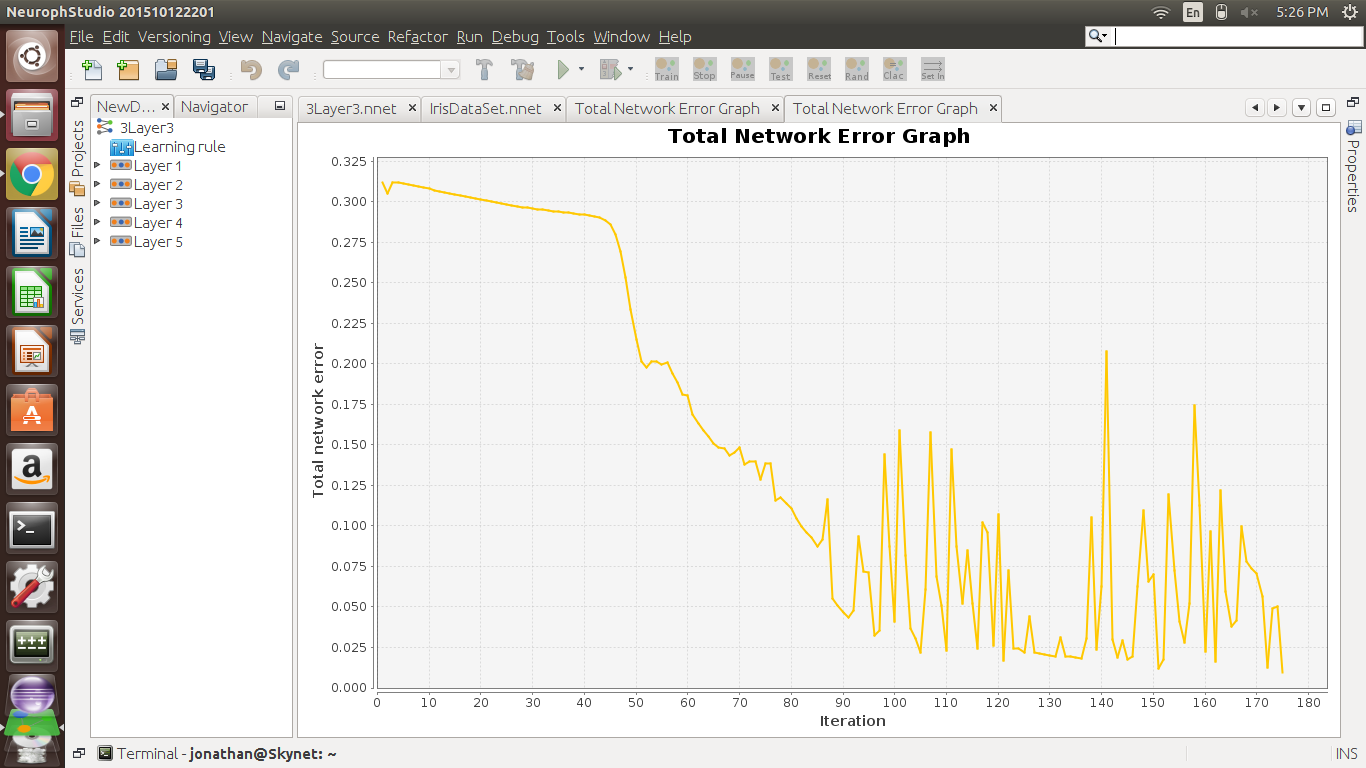 NeurophStudio 201510122201
En
5:26 PM
File Edit Versioning View Navigate Source Refactor Run Debug Tools Window Help
Train Stop Pause Test Reset Rand Clac Set In
NewD... Navigator
3Layer3.nnet IrisDataSet.nnet Total Network Error Graph Total Network Error Graph
Projects
Files
Services
3Layer3
Learning rule
Layer 1
Layer 2
Layer 3
Layer 4
Layer 5
Total Network Error Graph
Total network error
0.325
0.300
0.275
0.250
0.225
0.200
0.175
0.150
0.125
0.100
0.075
0.050
0.025
0.000
0 10 20 30 40 50 60 70 80 90 100 110 120 130 140 150 160 170 180
Iteration
Properties
Terminal - jonathan@Skynet: ~
INS